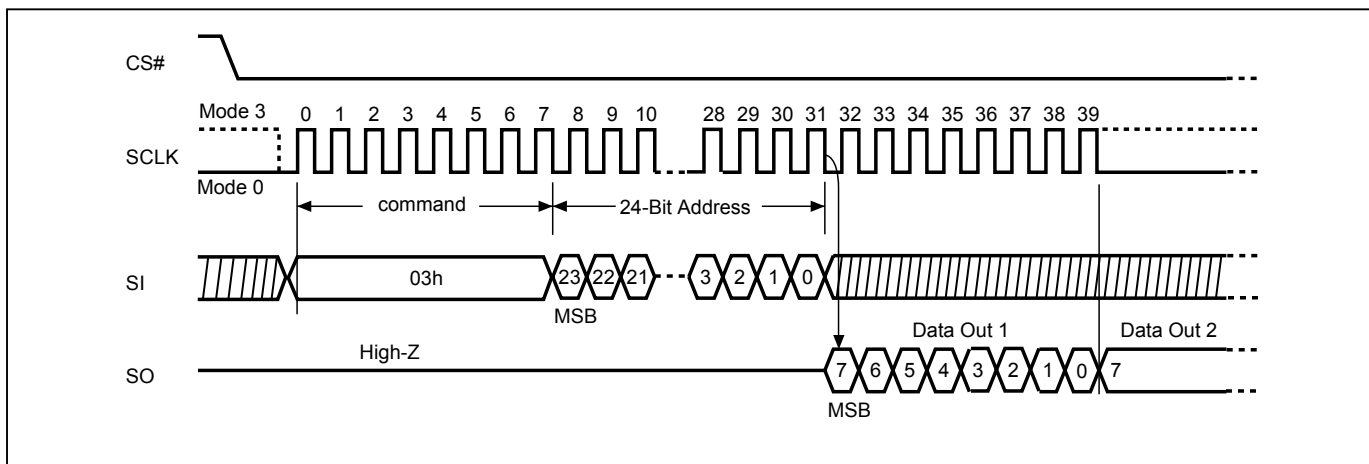 CS#
Mode 3
0 1 2 3 4 5 6 7 8 9 10 28 29 30 31 32 33 34 35 36 37 38 39
SCLK
Mode 0
command 24-Bit Address
SI 03h 23 22 21 3 2 1 0
MSB Data Out 1 Data Out 2
High-Z
SO 7 6 5 4 3 2 1 0 7
MSB